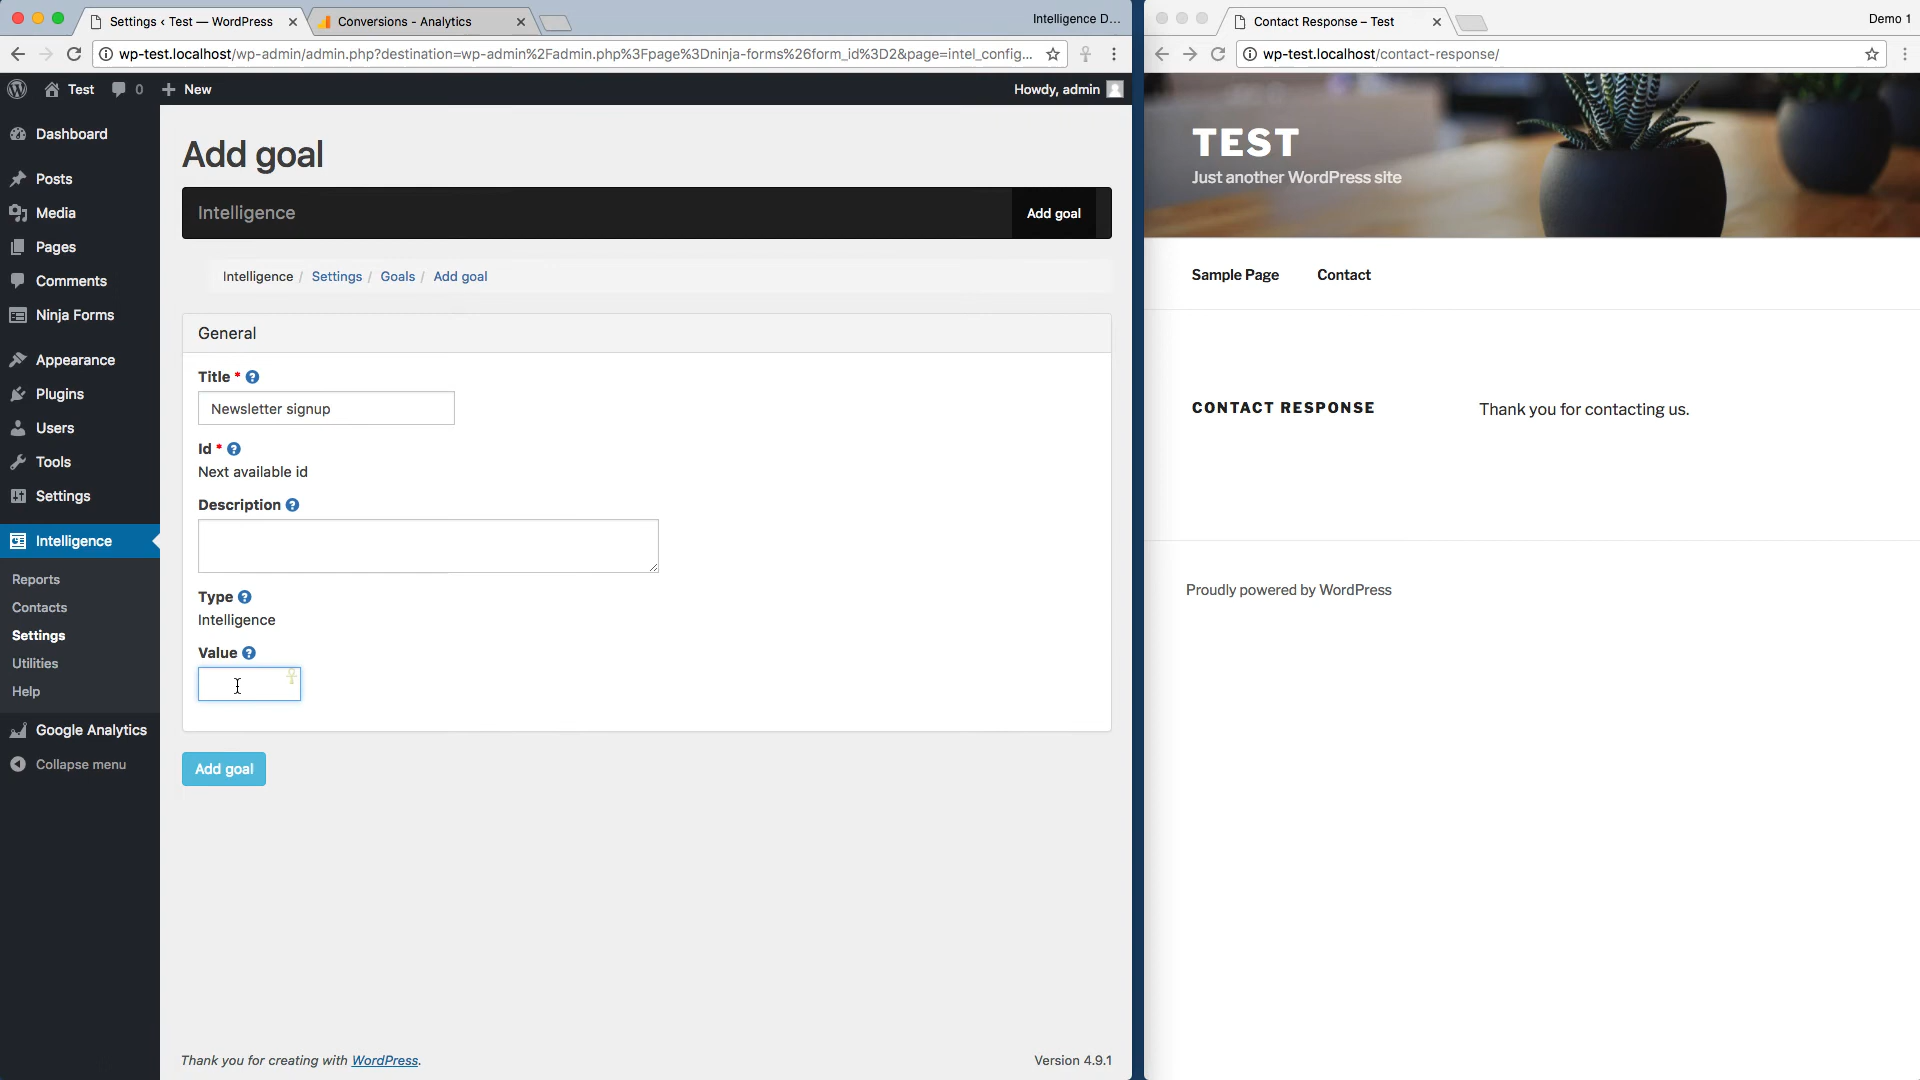 Settings ‹ Test — WordPress
Conversions - Analytics
Intelligence D...
wp-test.localhost/wp-admin/admin.php?destination=wp-admin%2Fadmin.php%3Fpage%3Dninja-forms%26form_id%3D2&page=intel_config...
Test
0
New
Howdy, admin
Dashboard
Posts
Media
Pages
Comments
Ninja Forms
Appearance
Plugins
Users
Tools
Settings
Intelligence
Reports
Contacts
Settings
Utilities
Help
Google Analytics
Collapse menu
Add goal
Intelligence
Add goal
Intelligence / Settings / Goals / Add goal
General
Title *
Newsletter signup
Id *
Next available id
Description
Type
Intelligence
Value
Add goal
Thank you for creating with WordPress.
Version 4.9.1
Contact Response – Test
Demo 1
wp-test.localhost/contact-response/
TEST
Just another WordPress site
Sample Page
Contact
CONTACT RESPONSE
Thank you for contacting us.
Proudly powered by WordPress